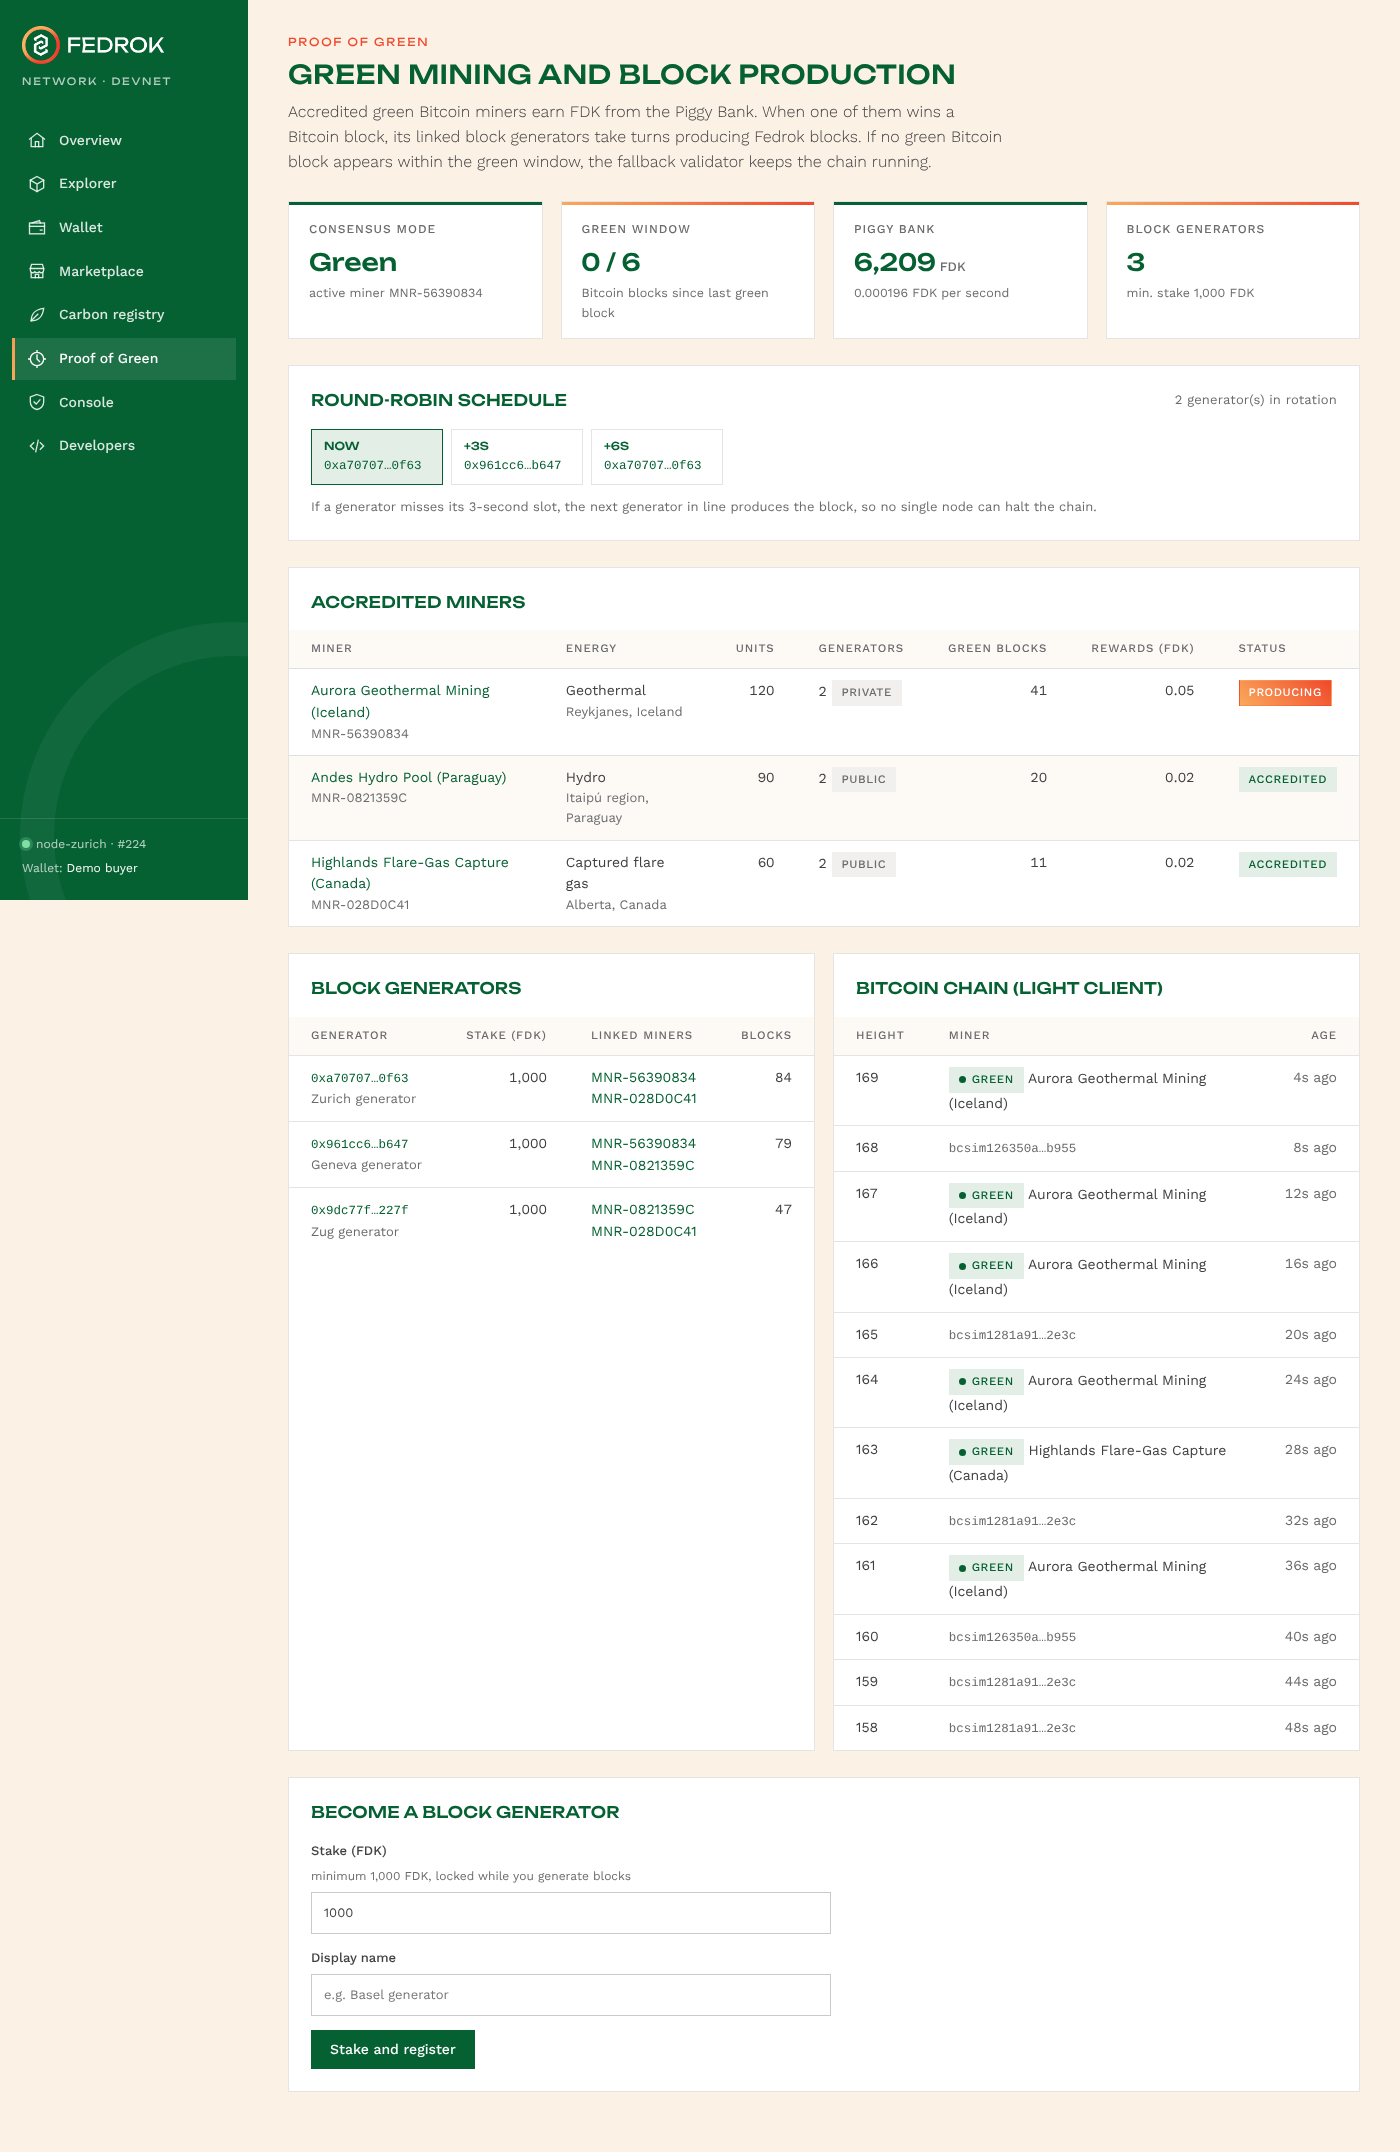 FEDROK
NETWORK · DEVNET
Overview
Explorer
Wallet
Marketplace
Carbon registry
Proof of Green
Console
Developers
node-zurich · #224
Wallet: Demo buyer
PROOF OF GREEN
GREEN MINING AND BLOCK PRODUCTION
Accredited green Bitcoin miners earn FDK from the Piggy Bank. When one of them wins a
Bitcoin block, its linked block generators take turns producing Fedrok blocks. If no green Bitcoin
block appears within the green window, the fallback validator keeps the chain running.
CONSENSUS MODE
Green
active miner MNR-56390834
GREEN WINDOW
0 / 6
Bitcoin blocks since last green
block
PIGGY BANK
6,209 FDK
0.000196 FDK per second
BLOCK GENERATORS
3
min. stake 1,000 FDK
ROUND-ROBIN SCHEDULE
2 generator(s) in rotation
NOW
0xa70707…0f63
+3S
0x961cc6…b647
+6S
0xa70707…0f63
If a generator misses its 3-second slot, the next generator in line produces the block, so no single node can halt the chain.
ACCREDITED MINERS
MINER ENERGY UNITS GENERATORS GREEN BLOCKS REWARDS (FDK) STATUS
Aurora Geothermal Mining Geothermal 120 2 PRIVATE 41 0.05 PRODUCING
(Iceland) Reykjanes, Iceland
MNR-56390834
Andes Hydro Pool (Paraguay) Hydro 90 2 PUBLIC 20 0.02 ACCREDITED
MNR-0821359C Itaipú region,
Paraguay
Highlands Flare-Gas Capture Captured flare 60 2 PUBLIC 11 0.02 ACCREDITED
(Canada) gas
MNR-028D0C41 Alberta, Canada
BLOCK GENERATORS
GENERATOR STAKE (FDK) LINKED MINERS BLOCKS
0xa70707…0f63 1,000 MNR-56390834 84
Zurich generator MNR-028D0C41
0x961cc6…b647 1,000 MNR-56390834 79
Geneva generator MNR-0821359C
0x9dc77f…227f 1,000 MNR-0821359C 47
Zug generator MNR-028D0C41
BITCOIN CHAIN (LIGHT CLIENT)
HEIGHT MINER AGE
169 GREEN Aurora Geothermal Mining 4s ago
(Iceland)
168 bcsim126350a…b955 8s ago
167 GREEN Aurora Geothermal Mining 12s ago
(Iceland)
166 GREEN Aurora Geothermal Mining 16s ago
(Iceland)
165 bcsim1281a91…2e3c 20s ago
164 GREEN Aurora Geothermal Mining 24s ago
(Iceland)
163 GREEN Highlands Flare-Gas Capture 28s ago
(Canada)
162 bcsim1281a91…2e3c 32s ago
161 GREEN Aurora Geothermal Mining 36s ago
(Iceland)
160 bcsim126350a…b955 40s ago
159 bcsim1281a91…2e3c 44s ago
158 bcsim1281a91…2e3c 48s ago
BECOME A BLOCK GENERATOR
Stake (FDK)
minimum 1,000 FDK, locked while you generate blocks
1000
Display name
e.g. Basel generator
Stake and register